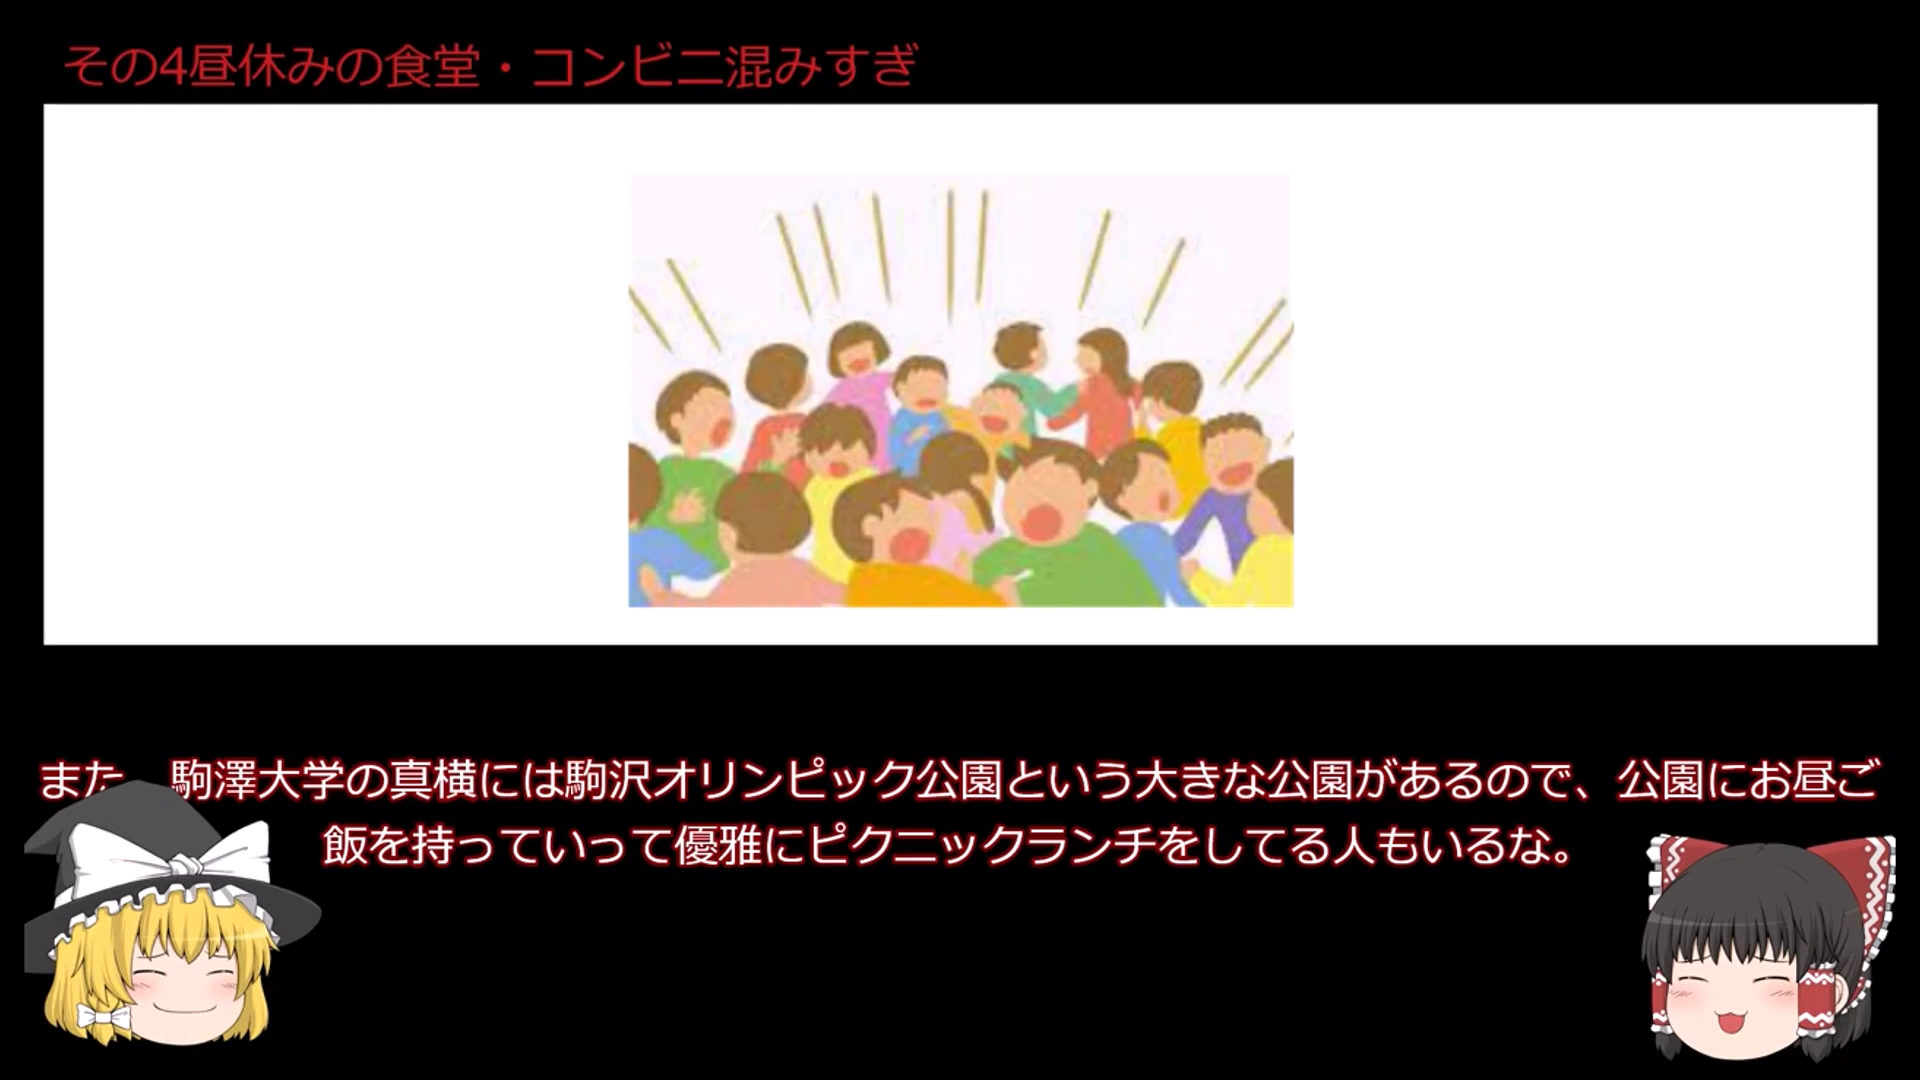 その4昼休みの食堂・コンビニ混みすぎ
また、駒澤大学の真横には駒沢オリンピック公園という大きな公園があるので、公園にお昼ご
飯を持っていって優雅にピクニックランチをしてる人もいるな。